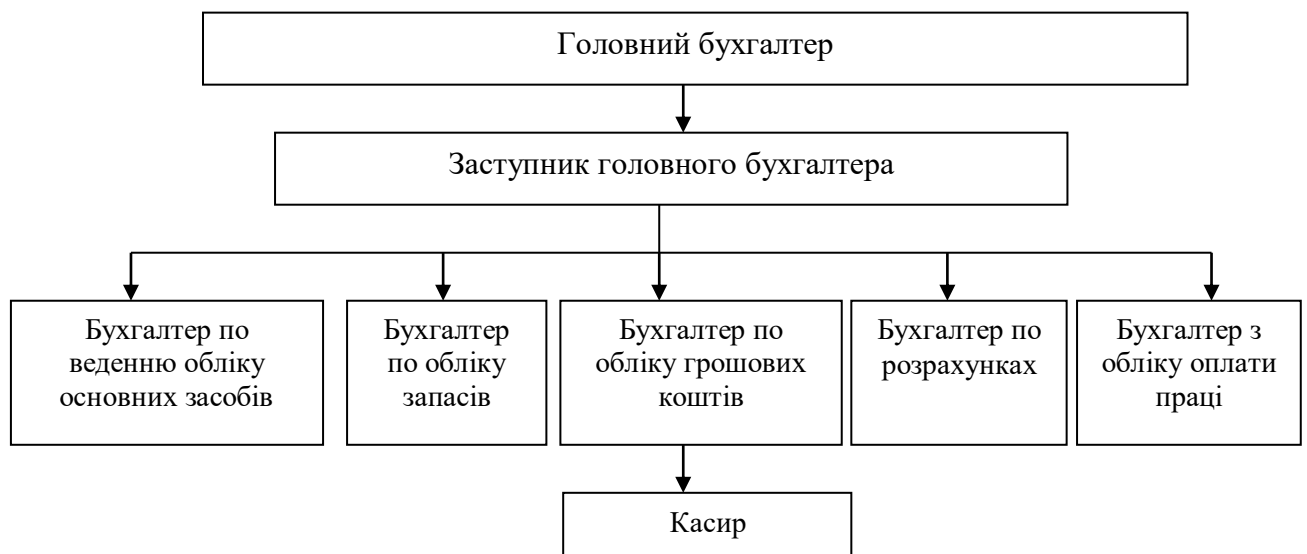 Головний бухгалтер
Заступник головного бухгалтера
Бухгалтер по
веденню обліку
основних засобів
Бухгалтер
по обліку
запасів
Бухгалтер по
обліку грошових
коштів
Бухгалтер по
розрахунках
Бухгалтер з
обліку оплати
праці
Касир